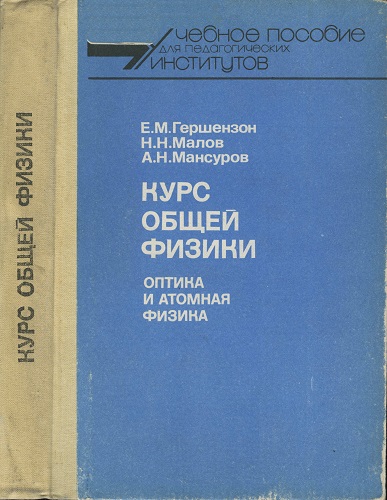 КУРС ОБЩЕЙ ФИЗИКИ
Учебное пособие
для педагогических
институтов
Е.М.Гершензон
Н.Н.Малов
А.Н.Мансуров
КУРС
ОБЩЕЙ
ФИЗИКИ
ОПТИКА
И АТОМНАЯ
ФИЗИКА